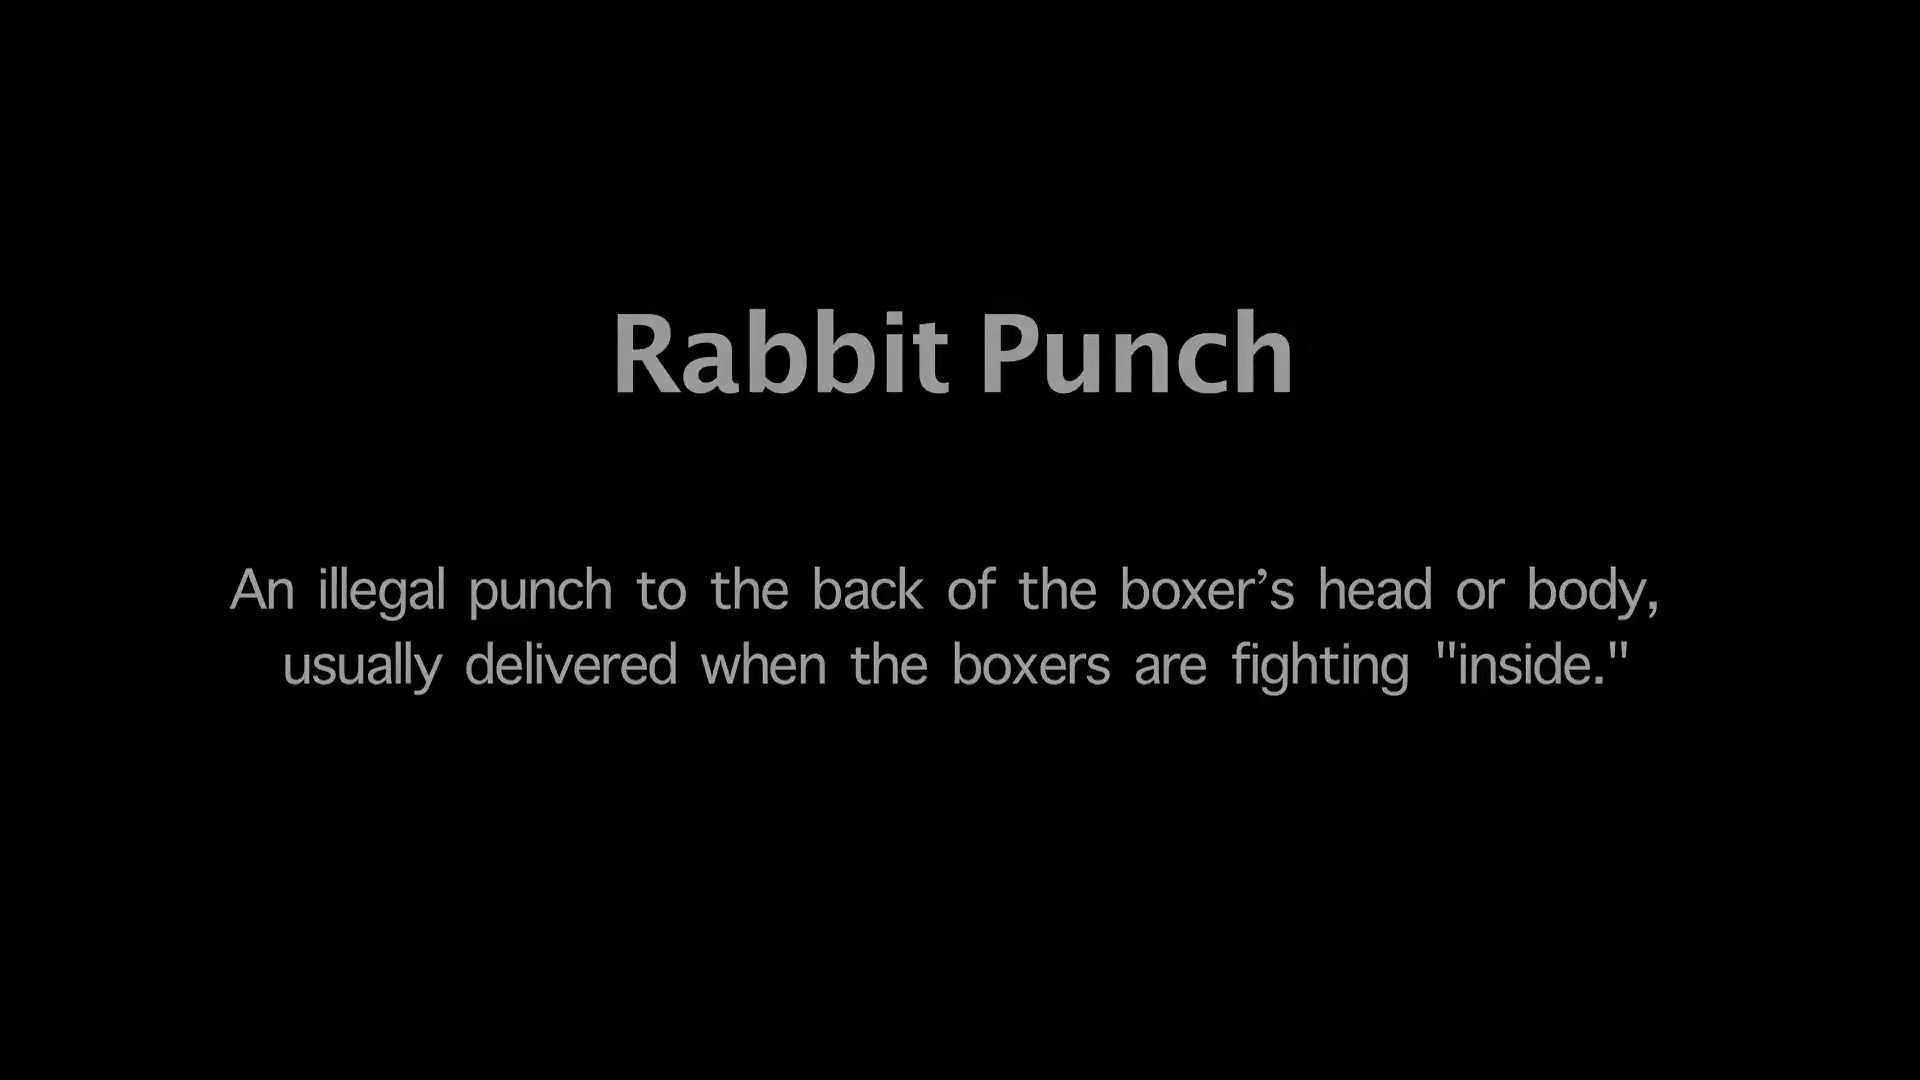 Rabbit Punch
An illegal punch to the back of the boxer’s head or body,
usually delivered when the boxers are fighting "inside."